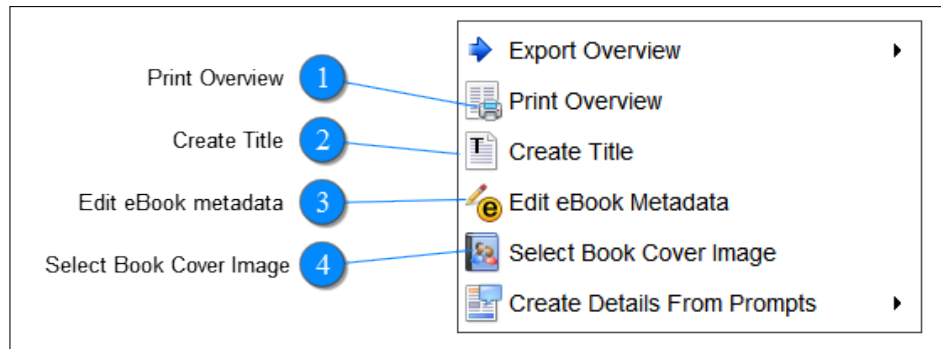 Export Overview
Print Overview 1 Print Overview
Create Title 2 T Create Title
Edit eBook metadata 3 e Edit eBook Metadata
Select Book Cover Image 4 Select Book Cover Image
Create Details From Prompts